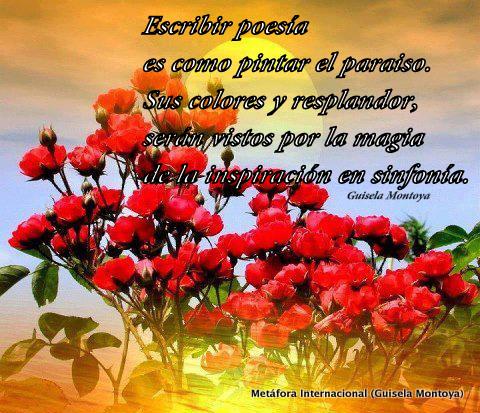 Escribir poesía
es como pintar el paraiso.
Sus colores y resplandor,
serán vistos por la magia
de la inspiración en sinfonía.
Guisela Montoya
Metáfora Internacional (Guisela Montoya)